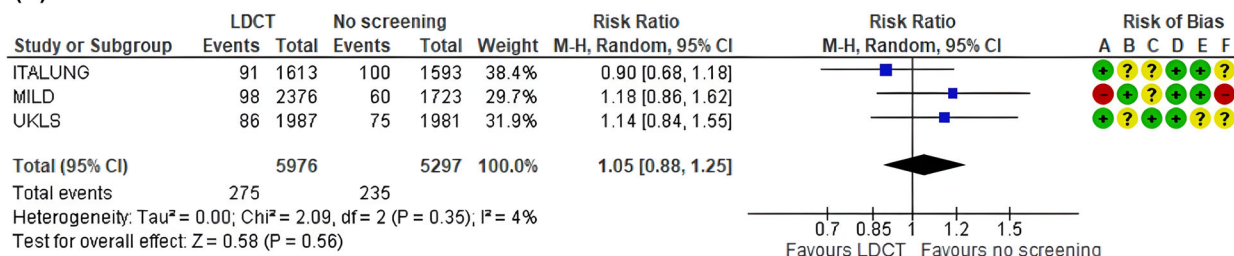 LDCT No screening Risk Ratio Risk Ratio Risk of Bias
Study or Subgroup Events Total Events Total Weight M-H, Random, 95% CI M-H, Random, 95% CI A B C D E F
ITALUNG 91 1613 100 1593 38.4% 0.90 [0.68, 1.18] + ? ? + + ?
MILD 98 2376 60 1723 29.7% 1.18 [0.86, 1.62] - + ? + + -
UKLS 86 1987 75 1981 31.9% 1.14 [0.84, 1.55] + ? + + ? ?
Total (95% CI) 5976 5297 100.0% 1.05 [0.88, 1.25]
Total events 275 235
Heterogeneity: Tau² = 0.00; Chi² = 2.09, df = 2 (P = 0.35); I² = 4%
Test for overall effect: Z = 0.58 (P = 0.56)
0.7 0.85 1 1.2 1.5
Favours LDCT Favours no screening